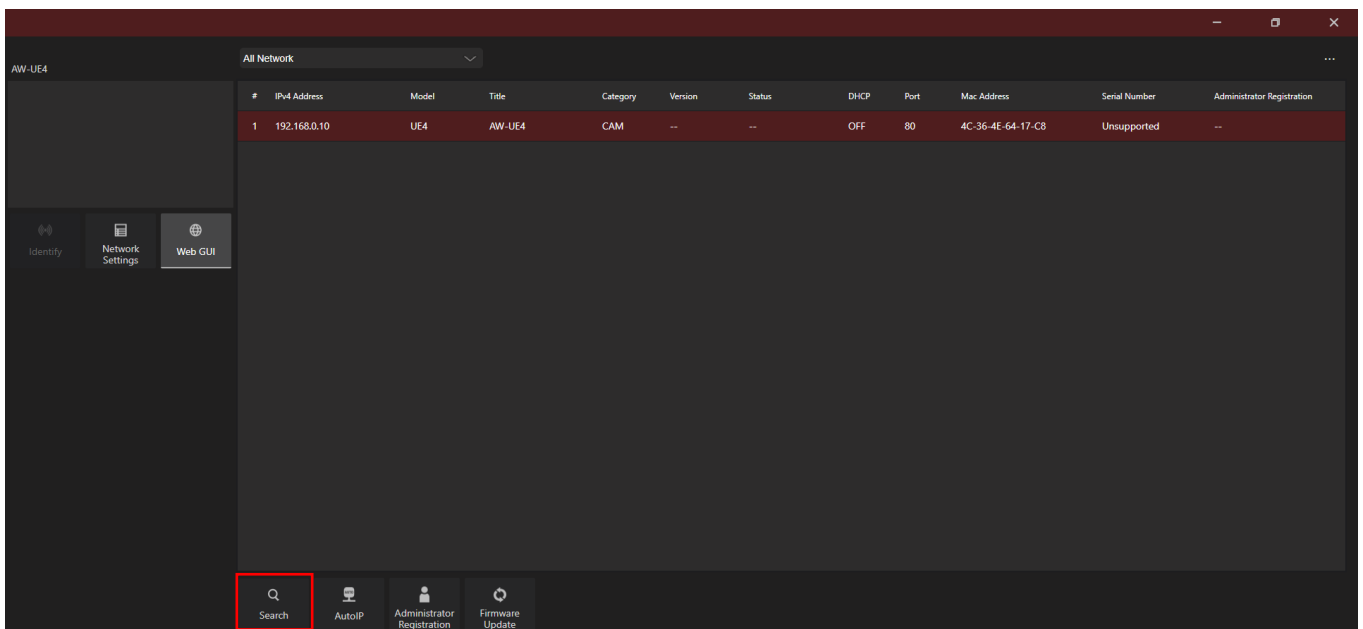 AW-UE4
All Network
...
# IPv4 Address Model Title Category Version Status DHCP Port Mac Address Serial Number Administrator Registration
1 192.168.0.10 UE4 AW-UE4 CAM -- -- OFF 80 4C-36-4E-64-17-C8 Unsupported --
Identify
Network
Settings
Web GUI
Search
AutoIP
Administrator
Registration
Firmware
Update